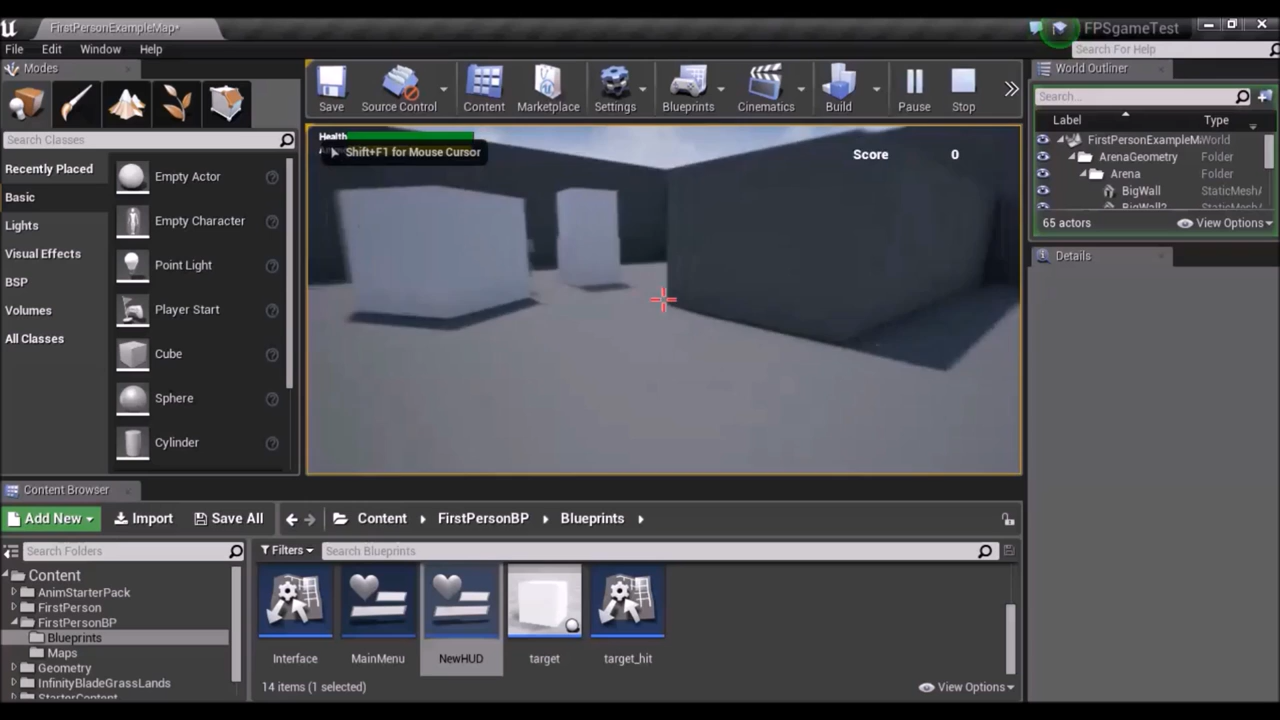 FirstPersonExampleMap*
FPSgameTest
File Edit Window Help
Search For Help
Modes
Save Source Control Content Marketplace Settings Blueprints Cinematics Build Pause Stop
World Outliner
Search Classes
Search...
Label Type
Recently Placed
Basic
Lights
Visual Effects
BSP
Volumes
All Classes
Empty Actor
Empty Character
Point Light
Player Start
Cube
Sphere
Cylinder
Health
Shift+F1 for Mouse Cursor
Score 0
FirstPersonExampleM World
ArenaGeometry Folder
Arena Folder
BigWall StaticMesh
BigWall2
65 actors View Options
Details
Content Browser
Add New Import Save All Content FirstPersonBP Blueprints
Search Folders
Filters Search Blueprints
Content
AnimStarterPack
FirstPerson
FirstPersonBP
Blueprints
Maps
Geometry
InfinityBladeGrassLands
StarterContent
Interface MainMenu NewHUD target target_hit
14 items (1 selected) View Options